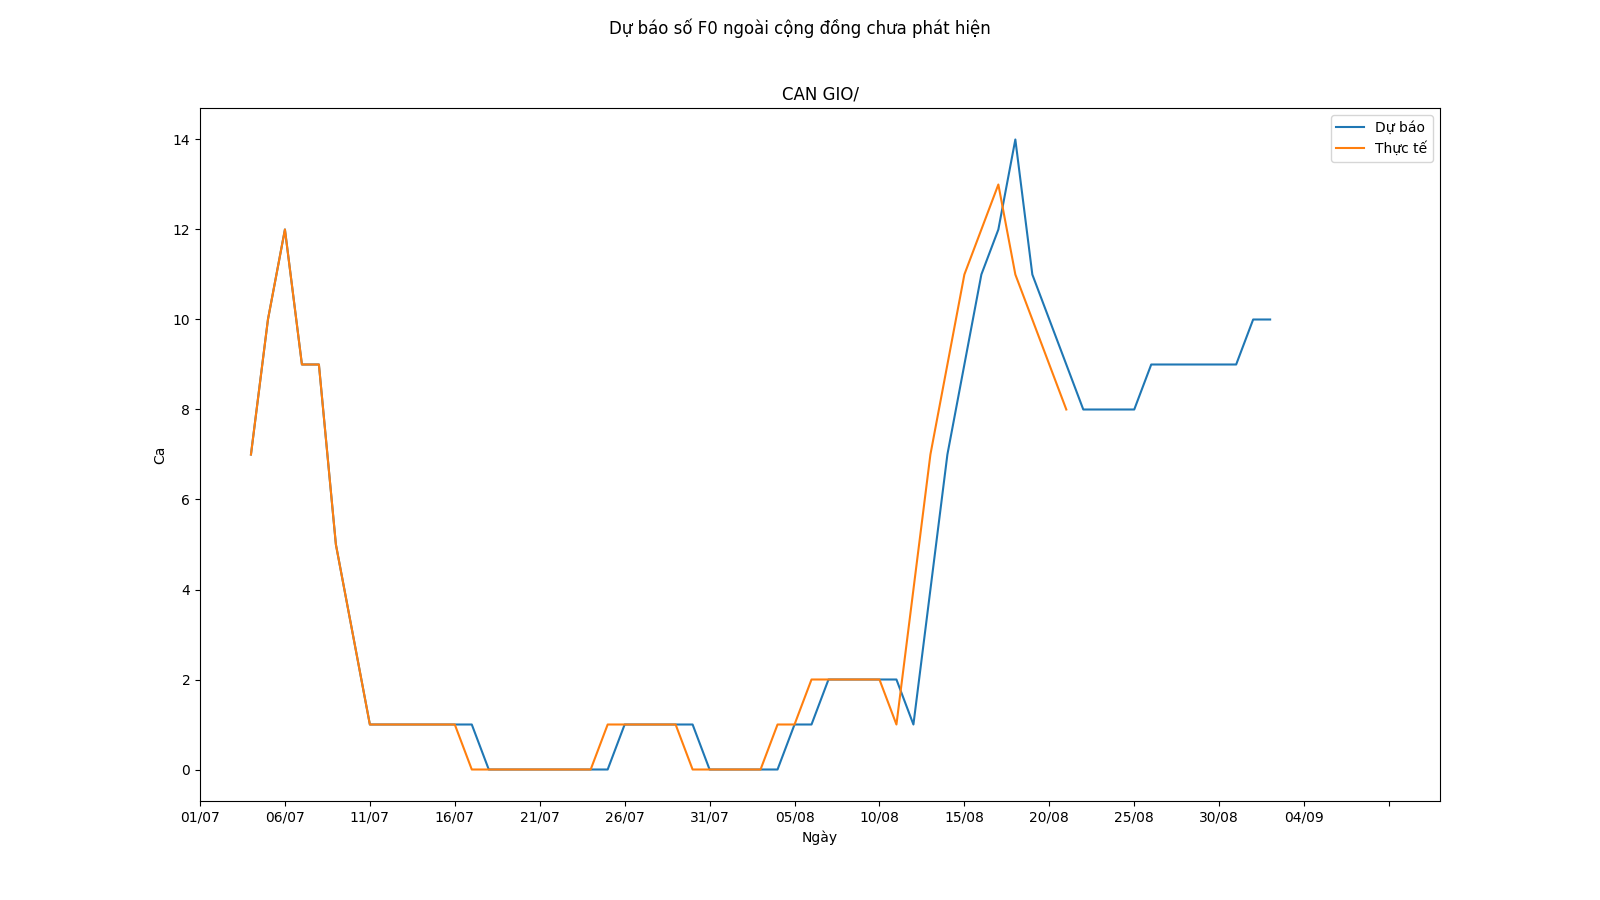 Dự báo số F0 ngoài cộng đồng chưa phát hiện
CAN GIO/
Dự báo
Thực tế
14
12
10
8
6
4
2
0
Ca
01/07 06/07 11/07 16/07 21/07 26/07 31/07 05/08 10/08 15/08 20/08 25/08 30/08 04/09
Ngày